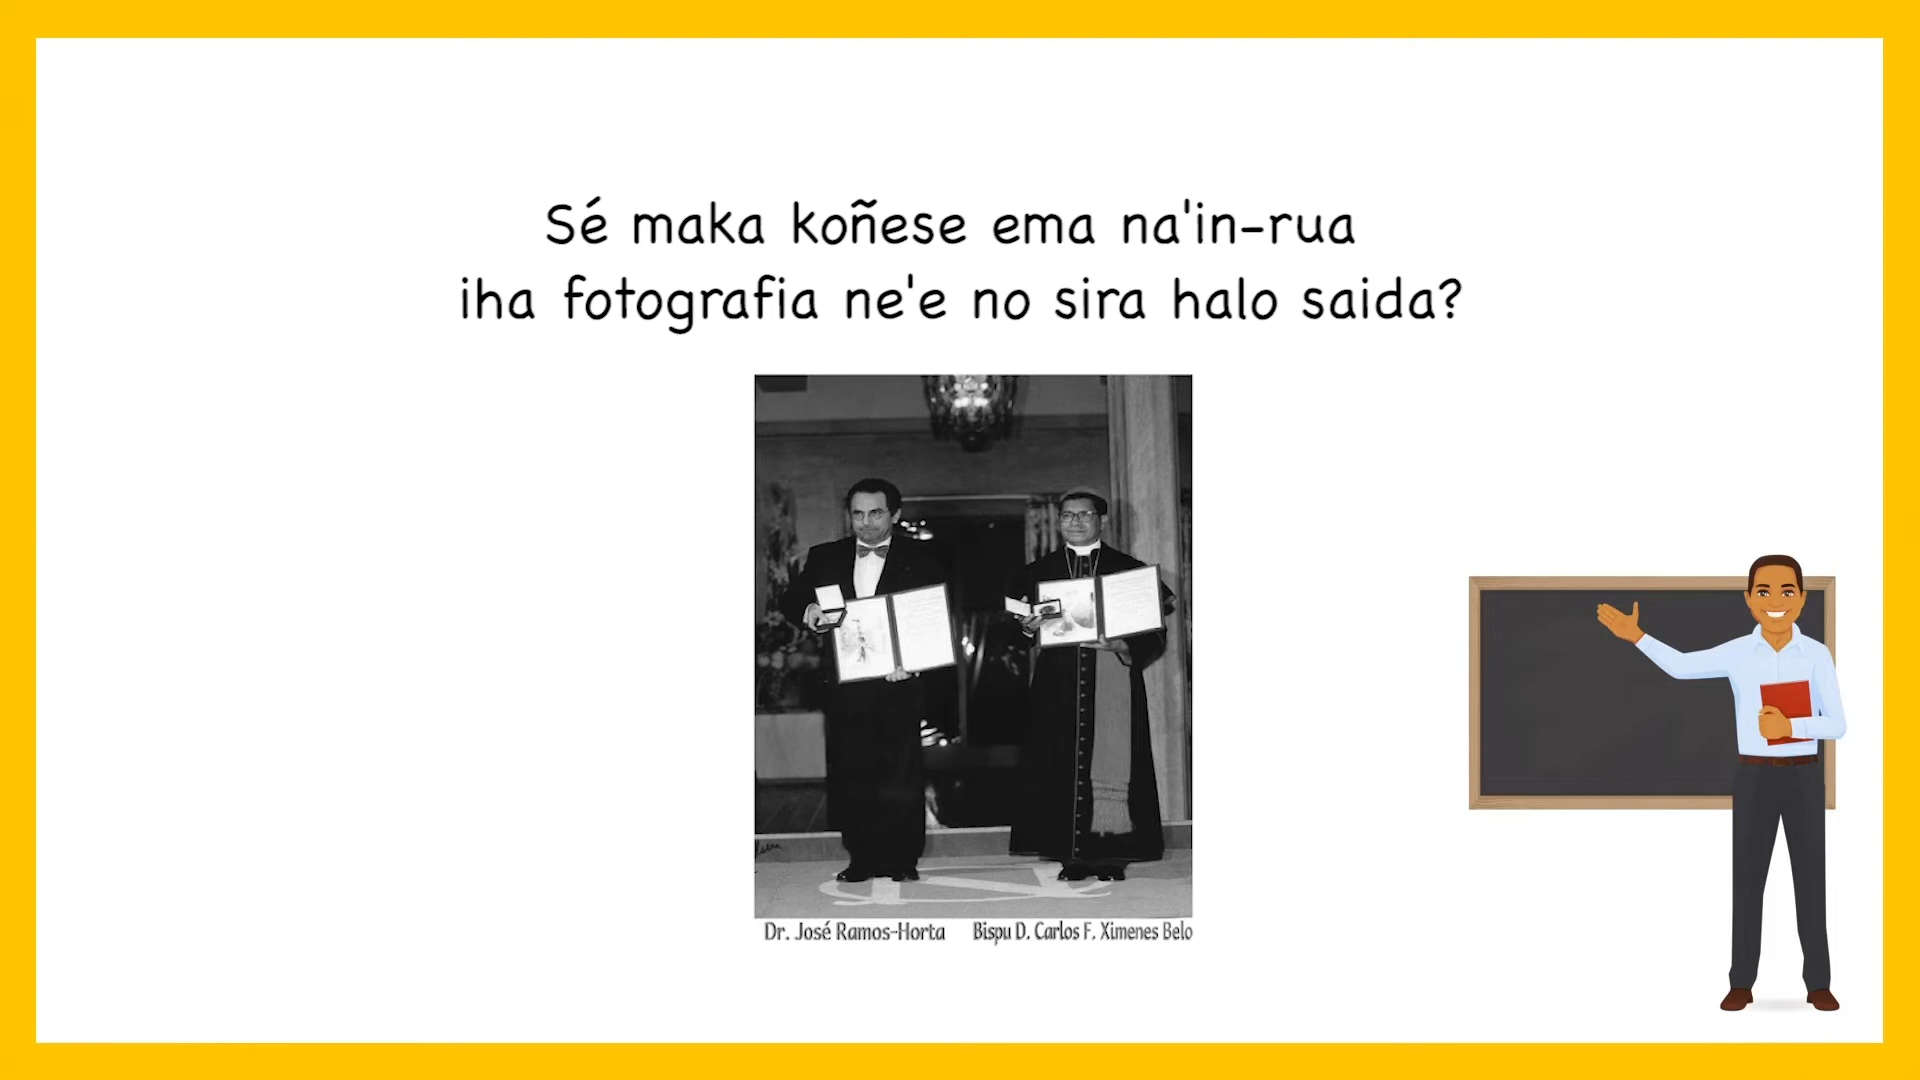 Sé maka koñese ema na'in-rua
iha fotografia ne'e no sira halo saida?
Dr. José Ramos-Horta
Bispu D. Carlos F. Ximenes Belo